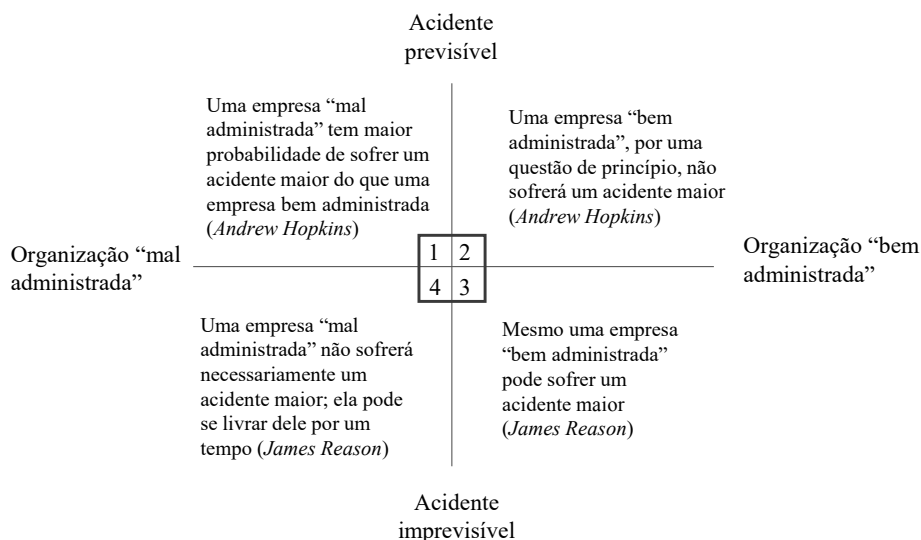 Acidente
previsível
Uma empresa “mal
administrada” tem maior
probabilidade de sofrer um
acidente maior do que uma
empresa bem administrada
(Andrew Hopkins)
Uma empresa “bem
administrada”, por uma
questão de princípio, não
sofrerá um acidente maior
(Andrew Hopkins)
Organização “mal
administrada”
1 2
4 3
Organização “bem
administrada”
Uma empresa “mal
administrada” não sofrerá
necessariamente um
acidente maior; ela pode
se livrar dele por um
tempo (James Reason)
Mesmo uma empresa
“bem administrada”
pode sofrer um
acidente maior
(James Reason)
Acidente
imprevisível